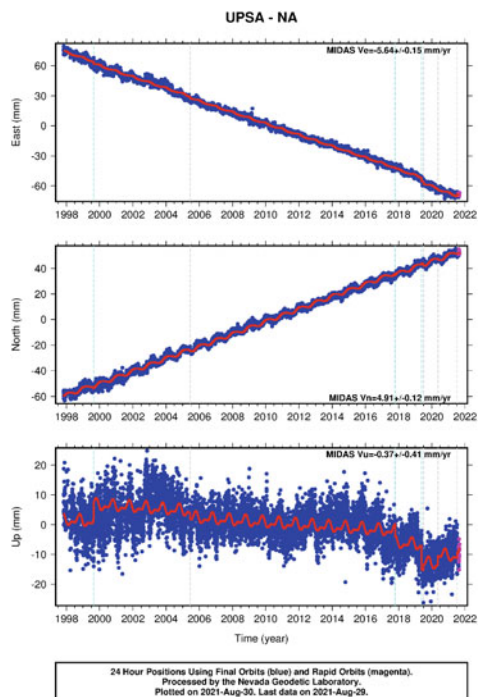 UPSA - NA
MIDAS Ve=-5.64+/-0.15 mm/yr
East (mm)
60
30
0
-30
-60
1998 2000 2002 2004 2006 2008 2010 2012 2014 2016 2018 2020 2022
North (mm)
40
20
0
-20
-40
-60
MIDAS Vn=4.91+/-0.12 mm/yr
1998 2000 2002 2004 2006 2008 2010 2012 2014 2016 2018 2020 2022
MIDAS Vu=-0.37+/-0.41 mm/yr
Up (mm)
20
10
0
-10
-20
1998 2000 2002 2004 2006 2008 2010 2012 2014 2016 2018 2020 2022
Time (year)
24 Hour Positions Using Final Orbits (blue) and Rapid Orbits (magenta).
Processed by the Nevada Geodetic Laboratory.
Plotted on 2021-Aug-30. Last data on 2021-Aug-29.